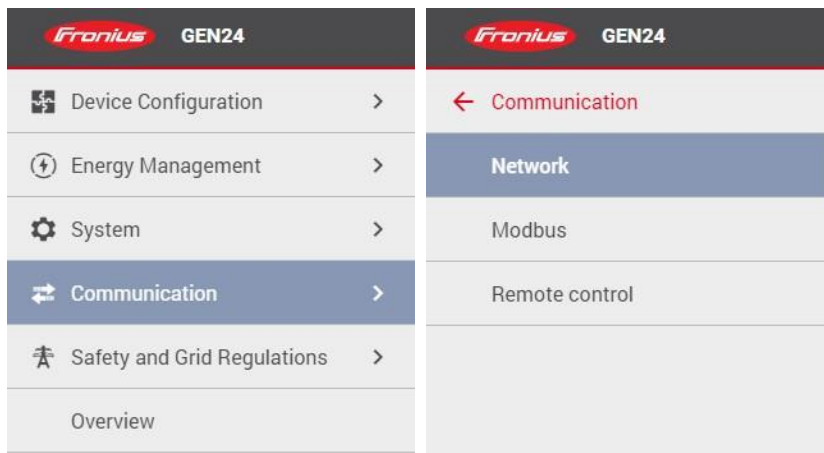 Fronius GEN24
Device Configuration
Energy Management
System
Communication
Safety and Grid Regulations
Overview
Fronius GEN24
Communication
Network
Modbus
Remote control